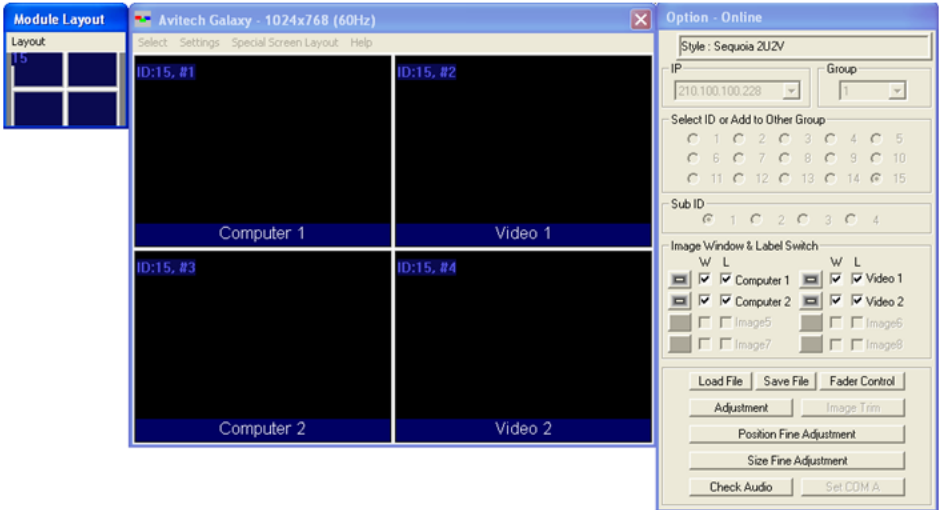 Module Layout
Layout
15
Avitech Galaxy - 1024x768 (60Hz)
Select Settings Special Screen Layout Help
ID:15, #1
ID:15, #2
Computer 1
Video 1
ID:15, #3
ID:15, #4
Computer 2
Video 2
Option - Online
Style : Sequoia 2U2V
IP
Group
210.100.100.228
1
Select ID or Add to Other Group
1 2 3 4 5
6 7 8 9 10
11 12 13 14 15
Sub ID
1 2 3 4
Image Window & Label Switch
W L W L
Computer 1 Video 1
Computer 2 Video 2
Image5 Image6
Image7 Image8
Load File Save File Fader Control
Adjustment Image Trim
Position Fine Adjustment
Size Fine Adjustment
Check Audio Set COM A